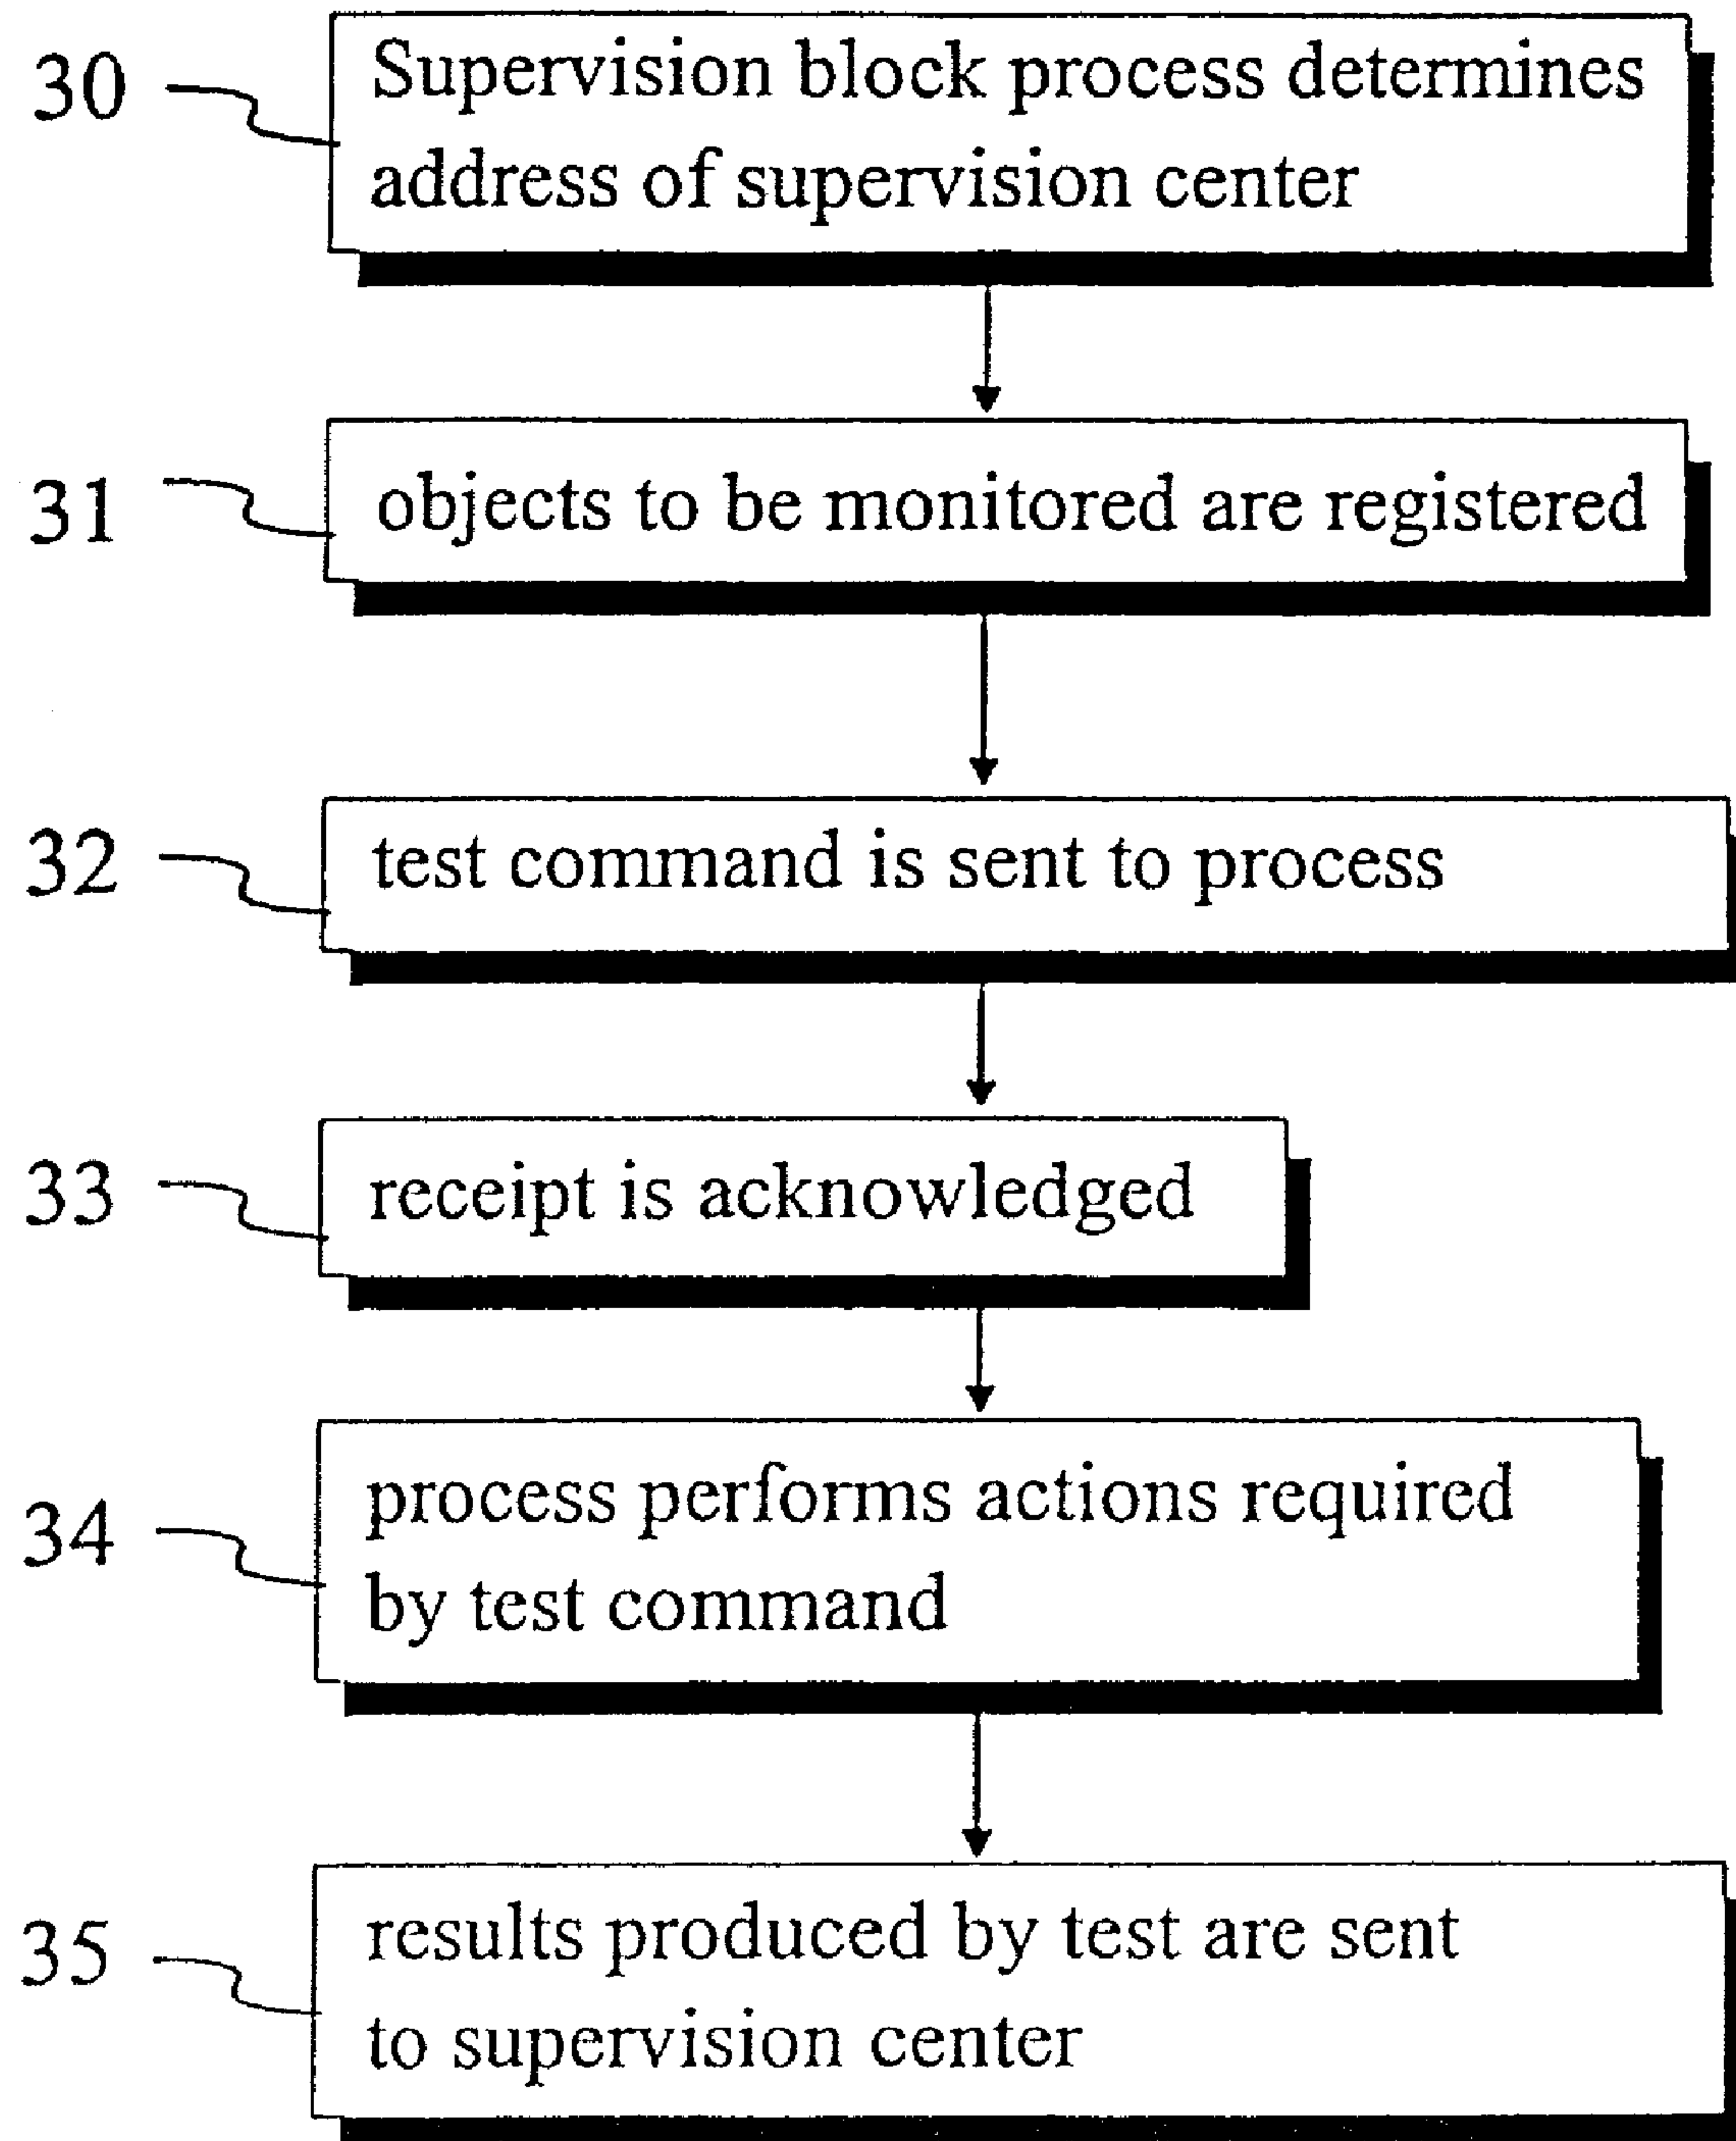 30
Supervision block process determines
address of supervision center
31
objects to be monitored are registered
32
test command is sent to process
33
receipt is acknowledged
34
process performs actions required
by test command
35
results produced by test are sent
to supervision center